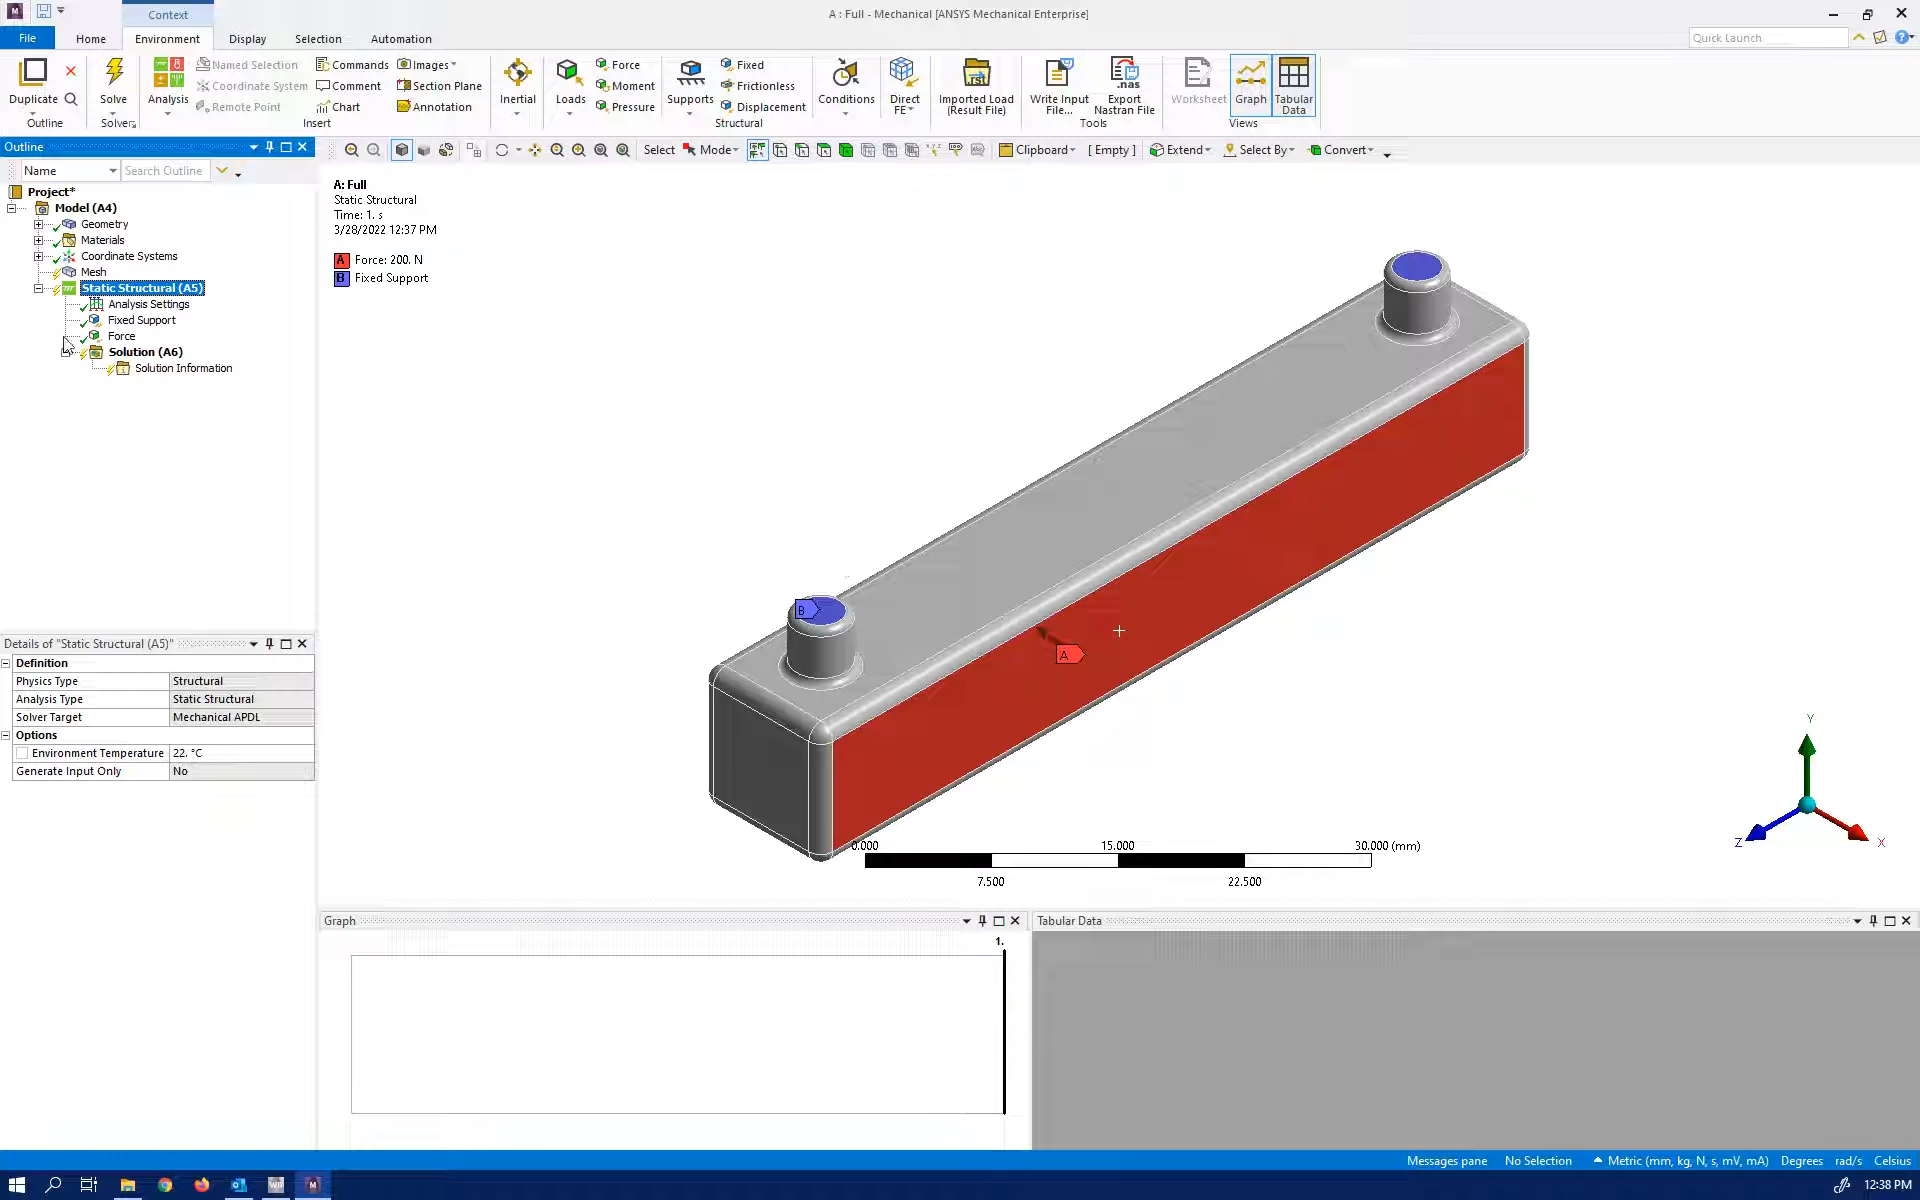 Context
A : Full - Mechanical [ANSYS Mechanical Enterprise]
File Home Environment Display Selection Automation
Quick Launch
Duplicate Solve Analysis
Named Selection Commands Images
Coordinate System Comment Section Plane
Remote Point Chart Annotation
Inertial Loads Force Supports Fixed Conditions Direct FE
Moment Frictionless
Pressure Displacement
Imported Load (Result File)
Write Input File... Export Nastran File
.rst .nas
Worksheet Graph Tabular Data
Outline Solver Insert Structural Tools Views
Outline
Select Mode Clipboard [ Empty ] Extend Select By Convert
Name Search Outline
Project*
Model (A4)
Geometry
Materials
Coordinate Systems
Mesh
Static Structural (A5)
Analysis Settings
Fixed Support
Force
Solution (A6)
Solution Information
A: Full
Static Structural
Time: 1. s
3/28/2022 12:37 PM
A Force: 200. N
B Fixed Support
B
A
Y
Z
X
0.000 15.000 30.000 (mm)
7.500 22.500
Details of "Static Structural (A5)"
Definition
Physics Type Structural
Analysis Type Static Structural
Solver Target Mechanical APDL
Options
Environment Temperature 22. °C
Generate Input Only No
Graph
1.
Tabular Data
Messages pane No Selection Metric (mm, kg, N, s, mV, mA) Degrees rad/s Celsius
12:38 PM